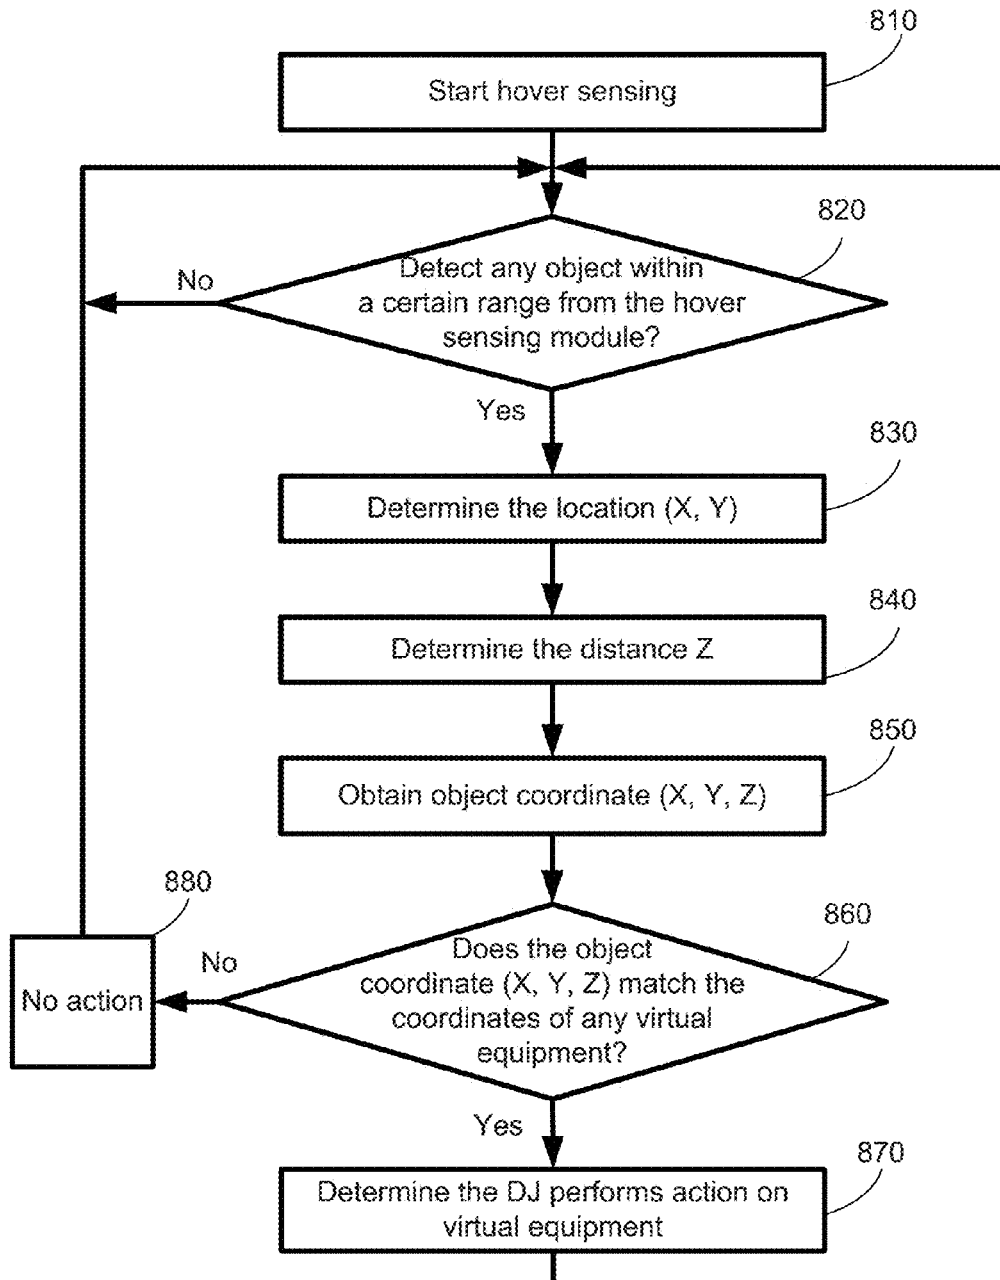 810
Start hover sensing
820
No
Detect any object within
a certain range from the hover
sensing module?
Yes
830
Determine the location (X, Y)
840
Determine the distance Z
850
Obtain object coordinate (X, Y, Z)
880
860
No action
No
Does the object
coordinate (X, Y, Z) match the
coordinates of any virtual
equipment?
Yes
870
Determine the DJ performs action on
virtual equipment